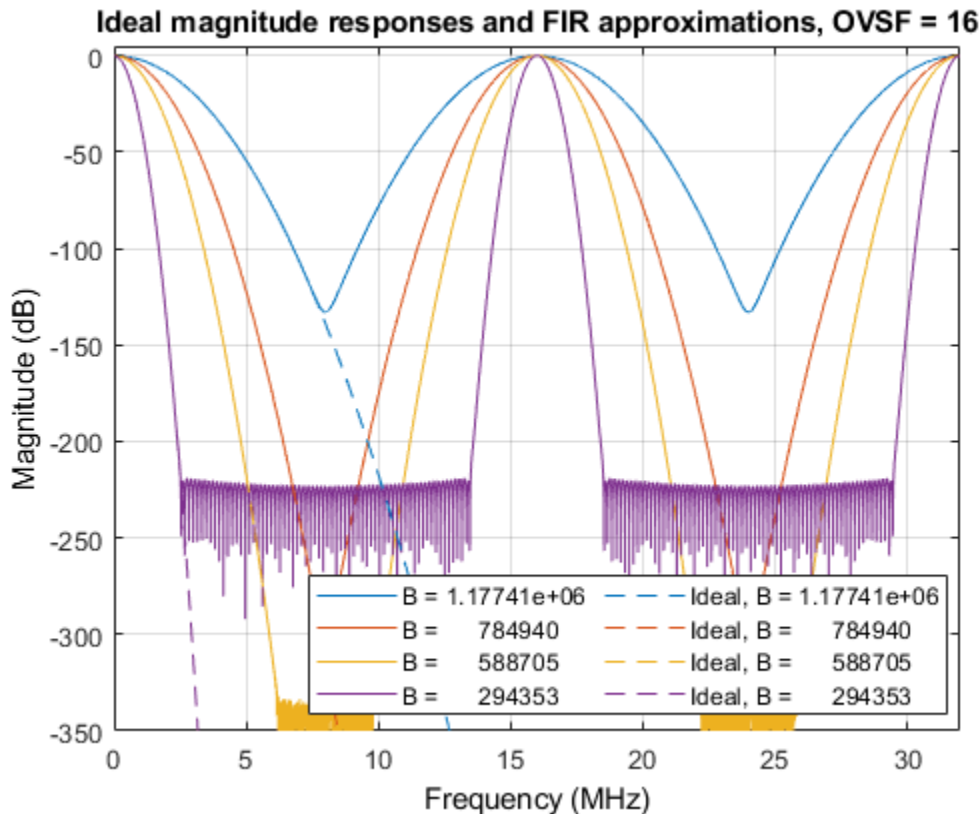 Ideal magnitude responses and FIR approximations, OVSF = 16
0
-50
-100
-150
-200
-250
-300
-350
Magnitude (dB)
B = 1.17741e+06 Ideal, B = 1.17741e+06
B = 784940 Ideal, B = 784940
B = 588705 Ideal, B = 588705
B = 294353 Ideal, B = 294353
0 5 10 15 20 25 30
Frequency (MHz)